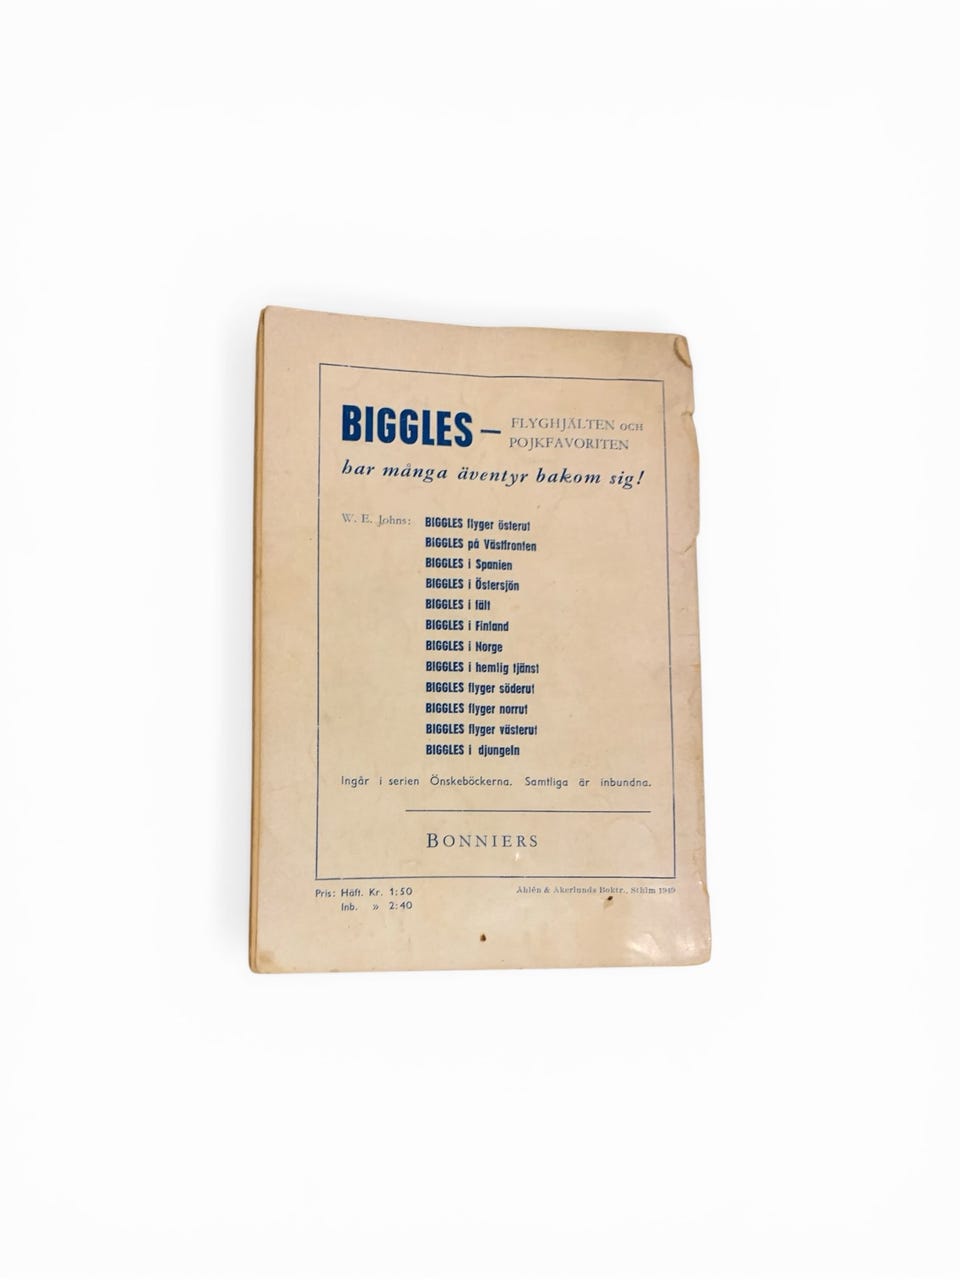 BIGGLES – FLYGHJÄLTEN OCH
POJKFAVORITEN
har många äventyr bakom sig!
W. E. Johns: BIGGLES flyger österut
BIGGLES på Västfronten
BIGGLES i Spanien
BIGGLES i Östersjön
BIGGLES i fält
BIGGLES i Finland
BIGGLES i Norge
BIGGLES i hemlig tjänst
BIGGLES flyger söderut
BIGGLES flyger norrut
BIGGLES flyger västerut
BIGGLES i djungeln
Ingår i serien Önskeböckerna. Samtliga är inbundna.
BONNIERS
Pris: Häft. Kr. 1:50
Inb. » 2:40
Åhlén & Åkerlunds Boktr., Sthlm 1949